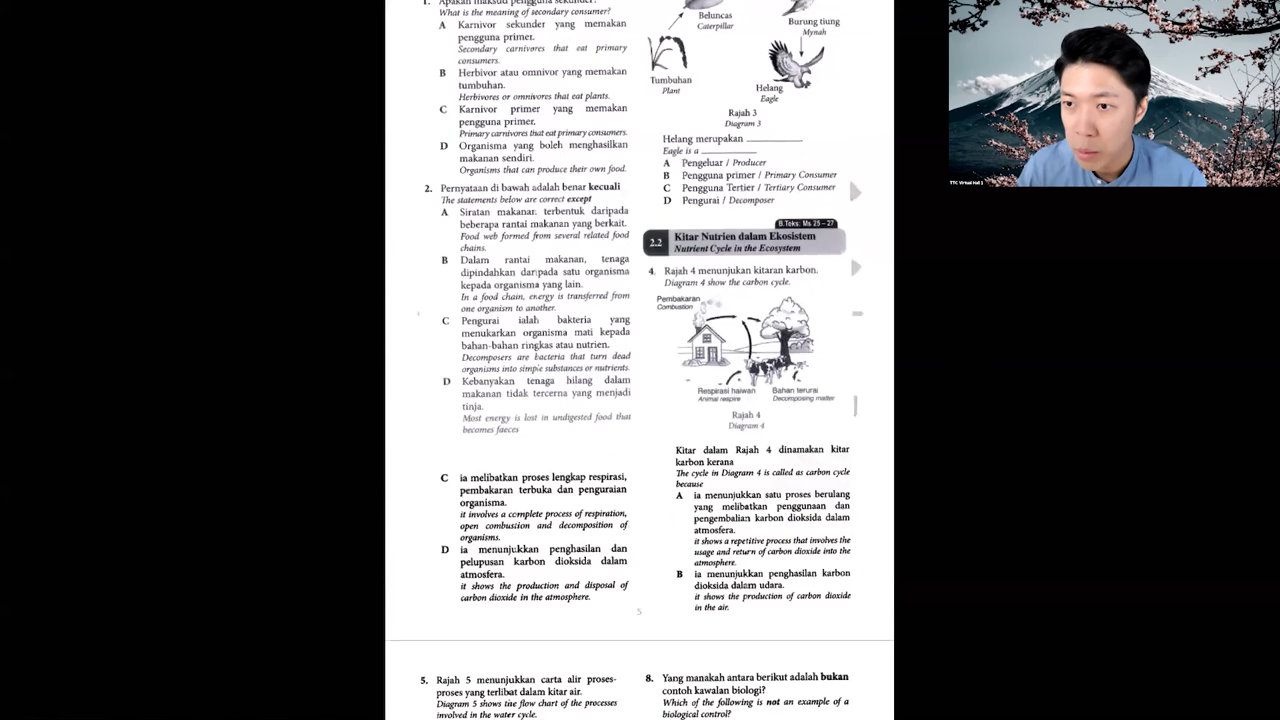 1. Apakah maksud pengguna sekunder?
What is the meaning of secondary consumer?
A Karnivor sekunder yang memakan
pengguna primer.
Secondary carnivores that eat primary
consumers.
B Herbivor atau omnivor yang memakan
tumbuhan.
Herbivores or omnivores that eat plants.
C Karnivor primer yang memakan
pengguna primer.
Primary carnivores that eat primary consumers.
D Organisma yang boleh menghasilkan
makanan sendiri.
Organisms that can produce their own food.
2. Pernyataan di bawah adalah benar kecuali
The statements below are correct except
A Siratan makanan terbentuk daripada
beberapa rantai makanan yang berkait.
Food web formed from several related food
chains.
B Dalam rantai makanan, tenaga
dipindahkan daripada satu organisma
kepada organisma yang lain.
In a food chain, energy is transferred from
one organism to another.
C Pengurai ialah bakteria yang
menukarkan organisma mati kepada
bahan-bahan ringkas atau nutrien.
Decomposers are bacteria that turn dead
organisms into simple substances or nutrients.
D Kebanyakan tenaga hilang dalam
makanan tidak tercerna yang menjadi
tinja.
Most energy is lost in undigested food that
becomes faeces
C ia melibatkan proses lengkap respirasi,
pembakaran terbuka dan penguraian
organisma.
it involves a complete process of respiration,
open combustion and decomposition of
organisms.
D ia menunjukkan penghasilan dan
pelupusan karbon dioksida dalam
atmosfera.
it shows the production and disposal of
carbon dioxide in the atmosphere.
Beluncas
Caterpillar
Burung tiung
Mynah
Tumbuhan
Plant
Helang
Eagle
Rajah 3
Diagram 3
Helang merupakan __________
Eagle is a __________
A Pengeluar / Producer
B Pengguna primer / Primary Consumer
C Pengguna Tertier / Tertiary Consumer
D Pengurai / Decomposer
B.Teks: Ms 25 – 27
2.2 Kitar Nutrien dalam Ekosistem
Nutrient Cycle in the Ecosystem
4. Rajah 4 menunjukan kitaran karbon.
Diagram 4 show the carbon cycle.
Pembakaran
Combustion
Respirasi haiwan
Animal respire
Bahan terurai
Decomposing matter
Rajah 4
Diagram 4
Kitar dalam Rajah 4 dinamakan kitar
karbon kerana
The cycle in Diagram 4 is called as carbon cycle
because
A ia menunjukkan satu proses berulang
yang melibatkan penggunaan dan
pengembalian karbon dioksida dalam
atmosfera.
it shows a repetitive process that involves the
usage and return of carbon dioxide into the
atmosphere.
B ia menunjukkan penghasilan karbon
dioksida dalam udara.
it shows the production of carbon dioxide
in the air.
5
5. Rajah 5 menunjukkan carta alir proses-
proses yang terlibat dalam kitar air.
Diagram 5 shows the flow chart of the processes
involved in the water cycle.
8. Yang manakah antara berikut adalah bukan
contoh kawalan biologi?
Which of the following is not an example of a
biological control?
TTC Virtual Hall 1